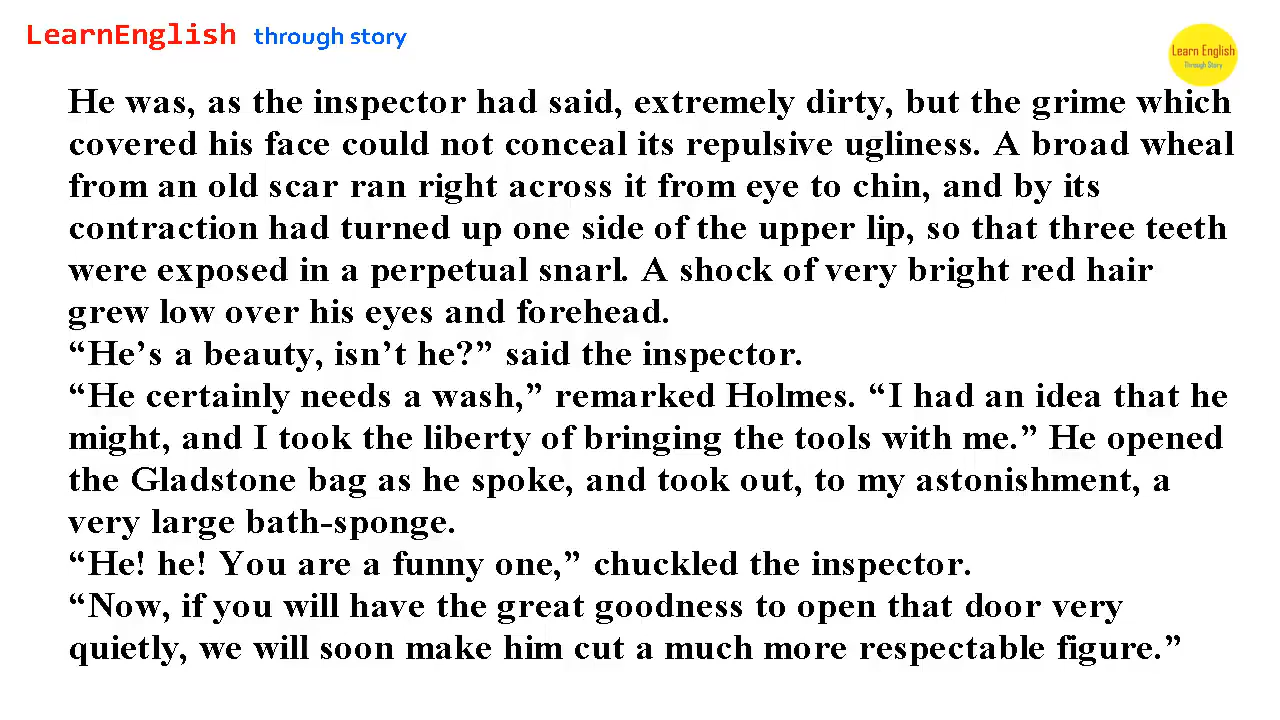 LearnEnglish through story
Learn English
Through Story
He was, as the inspector had said, extremely dirty, but the grime which
covered his face could not conceal its repulsive ugliness. A broad wheal
from an old scar ran right across it from eye to chin, and by its
contraction had turned up one side of the upper lip, so that three teeth
were exposed in a perpetual snarl. A shock of very bright red hair
grew low over his eyes and forehead.
“He’s a beauty, isn’t he?” said the inspector.
“He certainly needs a wash,” remarked Holmes. “I had an idea that he
might, and I took the liberty of bringing the tools with me.” He opened
the Gladstone bag as he spoke, and took out, to my astonishment, a
very large bath-sponge.
“He! he! You are a funny one,” chuckled the inspector.
“Now, if you will have the great goodness to open that door very
quietly, we will soon make him cut a much more respectable figure.”